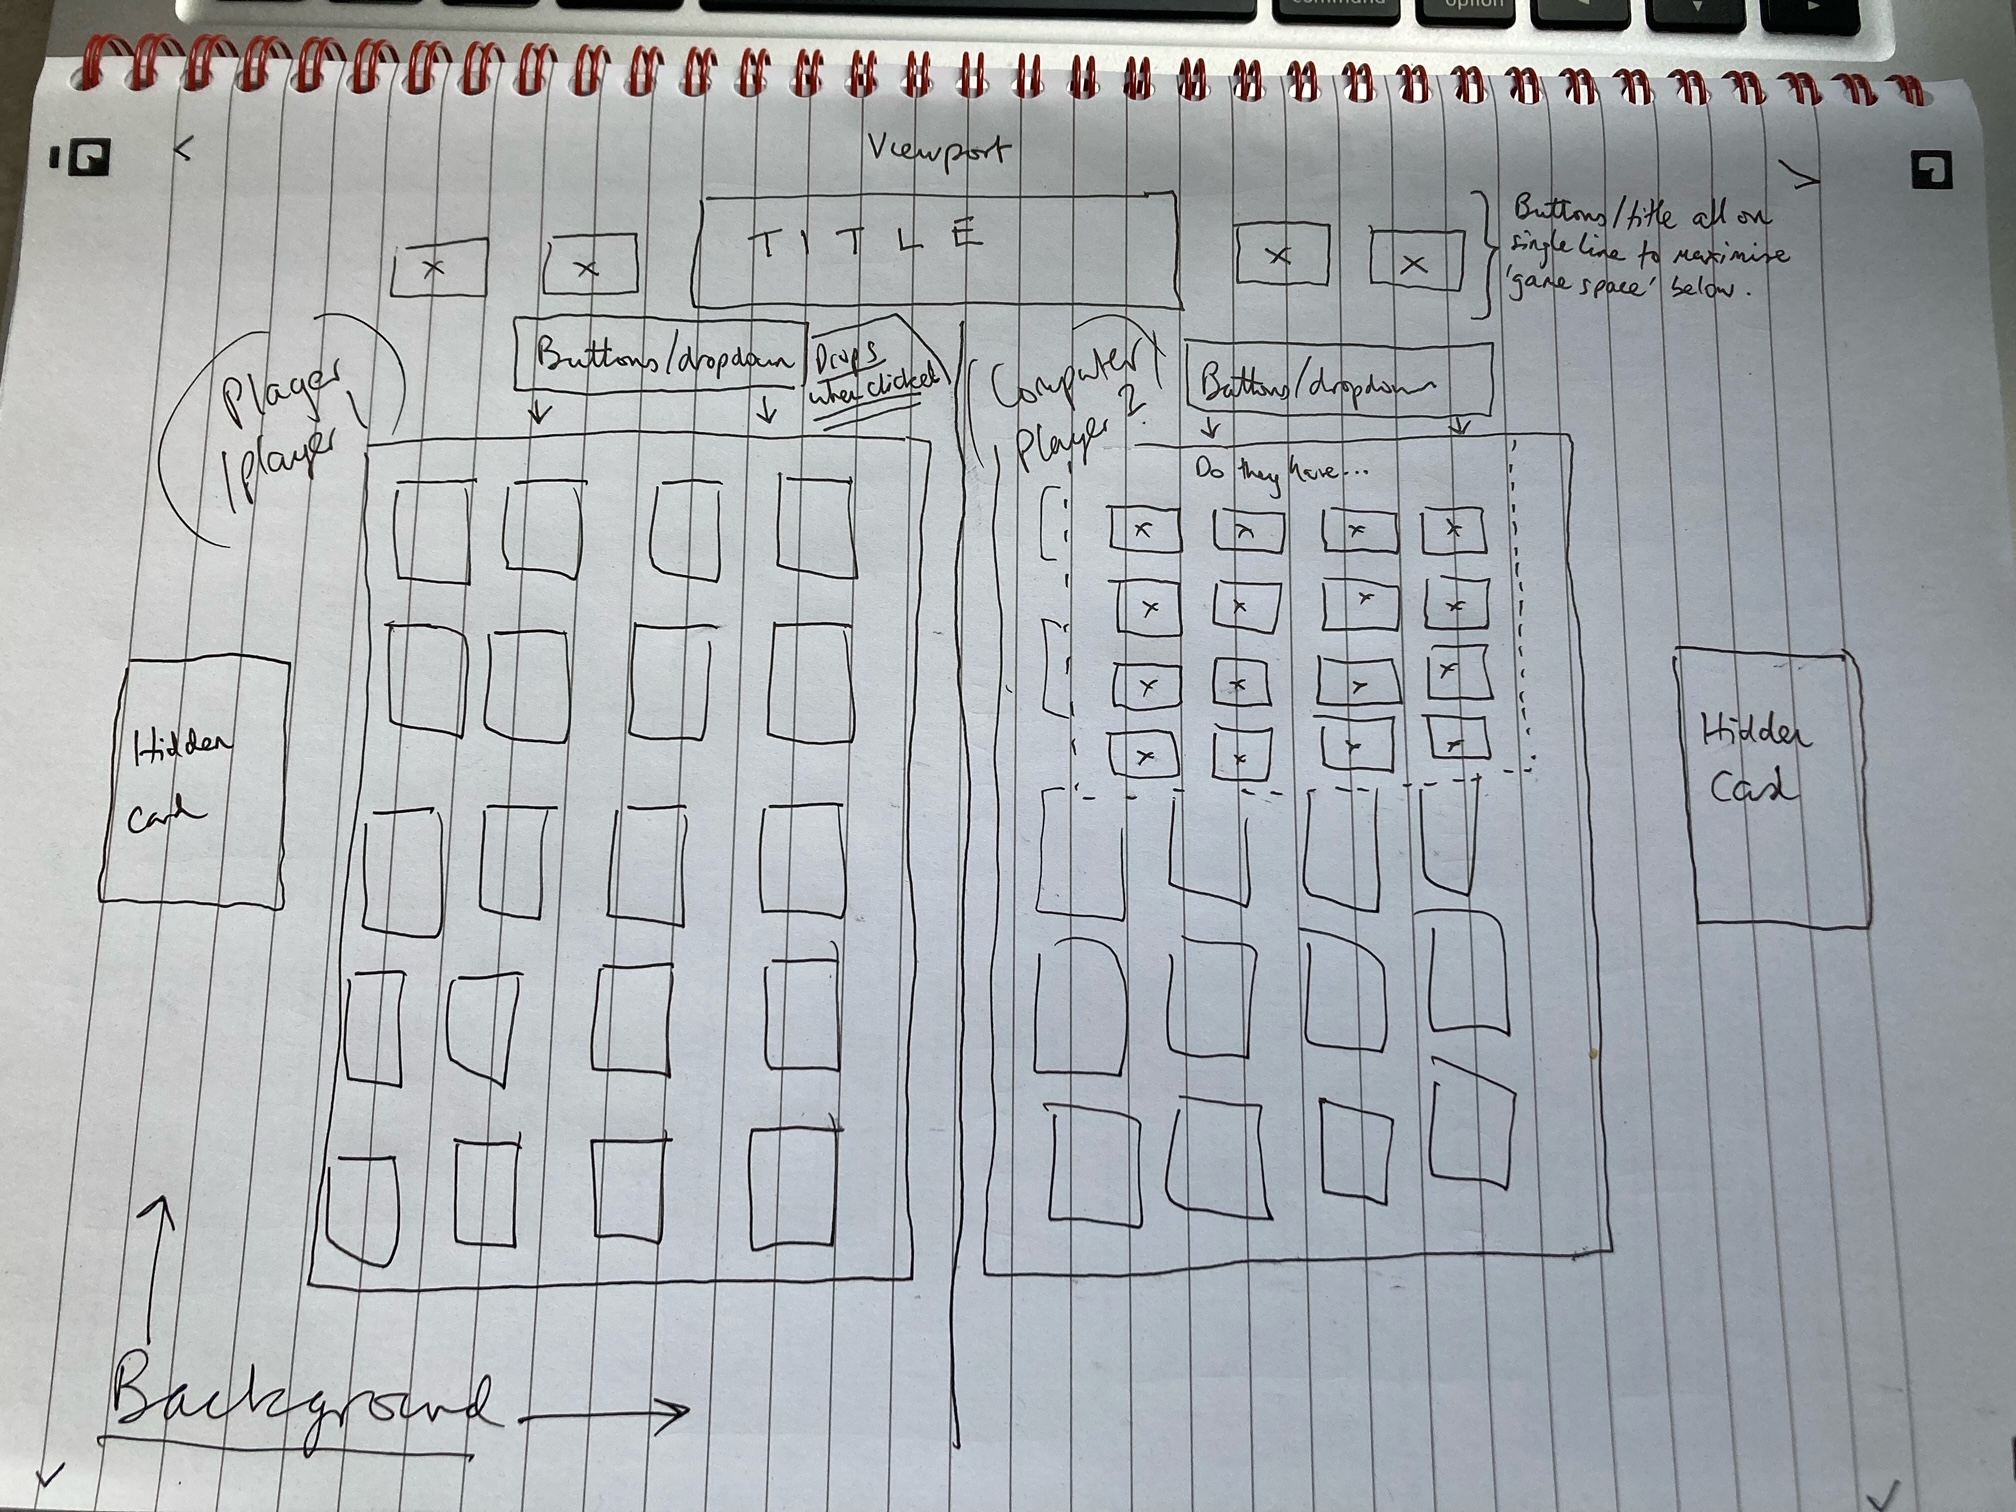 command
option
Viewport
TITLE
x
x
x
x
Buttons/title all on
single line to maximise
'game space' below.
Player
/player 1
Buttons/dropdown
Drops
when clicked
Computer/
Player 2
Buttons/dropdown
Do they have...
x x x x
x x x x
x x x x
x x x x
Hidden
Card
Hidden
Card
Background